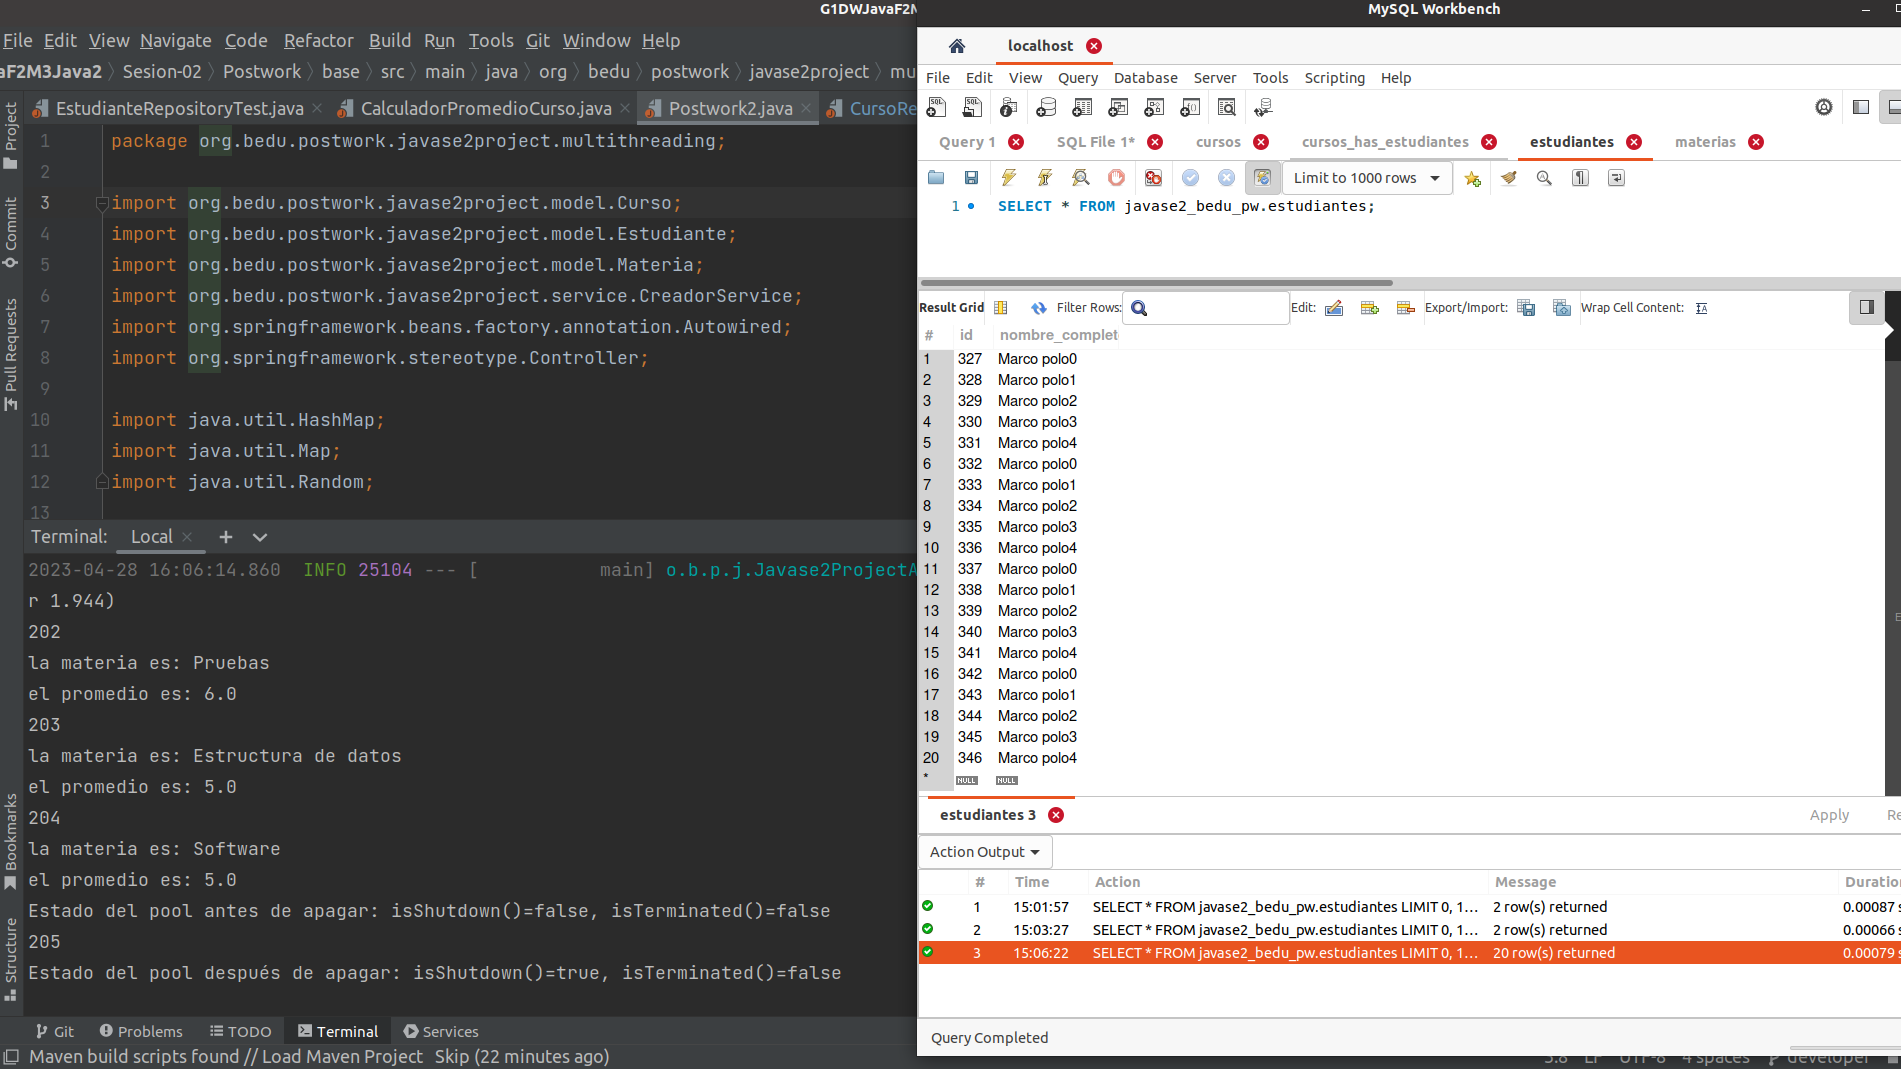 G1DWJavaF2M
File Edit View Navigate Code Refactor Build Run Tools Git Window Help
aF2M3Java2 Sesion-02 Postwork base src main java org bedu postwork javase2project mu
EstudianteRepositoryTest.java CalculadorPromedioCurso.java Postwork2.java CursoRe
Project
Commit
Pull Requests
Bookmarks
Structure
1 package org.bedu.postwork.javase2project.multithreading;
2
3 import org.bedu.postwork.javase2project.model.Curso;
4 import org.bedu.postwork.javase2project.model.Estudiante;
5 import org.bedu.postwork.javase2project.model.Materia;
6 import org.bedu.postwork.javase2project.service.CreadorService;
7 import org.springframework.beans.factory.annotation.Autowired;
8 import org.springframework.stereotype.Controller;
9
10 import java.util.HashMap;
11 import java.util.Map;
12 import java.util.Random;
13
Terminal: Local
2023-04-28 16:06:14.860 INFO 25104 --- [ main] o.b.p.j.Javase2ProjectA
r 1.944)
202
la materia es: Pruebas
el promedio es: 6.0
203
la materia es: Estructura de datos
el promedio es: 5.0
204
la materia es: Software
el promedio es: 5.0
Estado del pool antes de apagar: isShutdown()=false, isTerminated()=false
205
Estado del pool después de apagar: isShutdown()=true, isTerminated()=false
Git Problems TODO Terminal Services
Maven build scripts found // Load Maven Project Skip (22 minutes ago)
MySQL Workbench
localhost
File Edit View Query Database Server Tools Scripting Help
Query 1 SQL File 1* cursos cursos_has_estudiantes estudiantes materias
Limit to 1000 rows
1 SELECT * FROM javase2_bedu_pw.estudiantes;
Result Grid Filter Rows: Edit: Export/Import: Wrap Cell Content:
# id nombre_complet
1 327 Marco polo0
2 328 Marco polo1
3 329 Marco polo2
4 330 Marco polo3
5 331 Marco polo4
6 332 Marco polo0
7 333 Marco polo1
8 334 Marco polo2
9 335 Marco polo3
10 336 Marco polo4
11 337 Marco polo0
12 338 Marco polo1
13 339 Marco polo2
14 340 Marco polo3
15 341 Marco polo4
16 342 Marco polo0
17 343 Marco polo1
18 344 Marco polo2
19 345 Marco polo3
20 346 Marco polo4
* NULL NULL
estudiantes 3 Apply Re
Action Output
# Time Action Message Duration
1 15:01:57 SELECT * FROM javase2_bedu_pw.estudiantes LIMIT 0, 1... 2 row(s) returned 0.00087 s
2 15:03:27 SELECT * FROM javase2_bedu_pw.estudiantes LIMIT 0, 1... 2 row(s) returned 0.00066 s
3 15:06:22 SELECT * FROM javase2_bedu_pw.estudiantes LIMIT 0, 1... 20 row(s) returned 0.00079 s
Query Completed
5:8 LF UTF-8 4 spaces developer